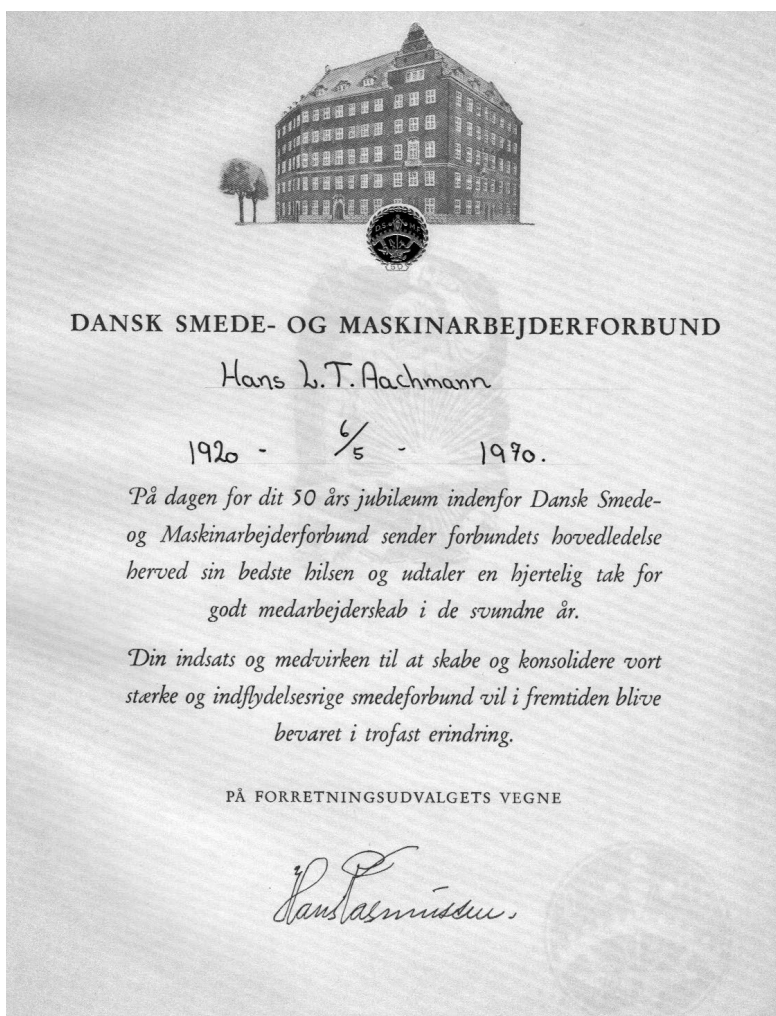 DS MF
50
DANSK SMEDE- OG MASKINARBEJDERFORBUND
Hans L. T. Aachmann
1920 - 6/5 - 1970.
På dagen for dit 50 års jubilæum indenfor Dansk Smede-
og Maskinarbejderforbund sender forbundets hovedledelse
herved sin bedste hilsen og udtaler en hjertelig tak for
godt medarbejderskab i de svundne år.
Din indsats og medvirken til at skabe og konsolidere vort
stærke og indflydelsesrige smedeforbund vil i fremtiden blive
bevaret i trofast erindring.
PÅ FORRETNINGSUDVALGETS VEGNE
Hans Rasmussen.